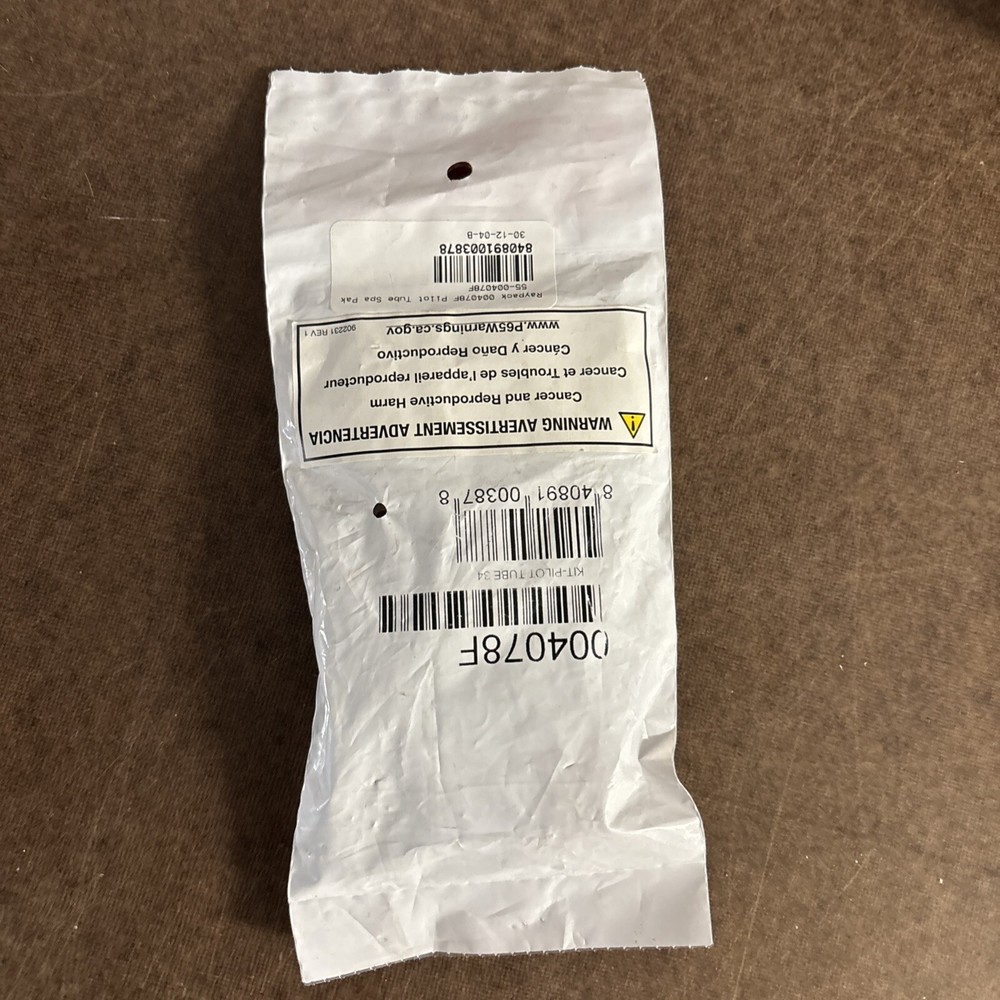 004078F
KIT-PILOT TUBE 34
8 40891 00387 8
WARNING AVERTISSEMENT ADVERTENCIA
Cancer and Reproductive Harm
Cancer et Troubles de l'appareil reproducteur
Cáncer y Daño Reproductivo
www.P65Warnings.ca.gov
902231 REV 1
Raypack 004078F Pilot Tube Spa Pak
55-004078F
840891003878
30-12-04-B